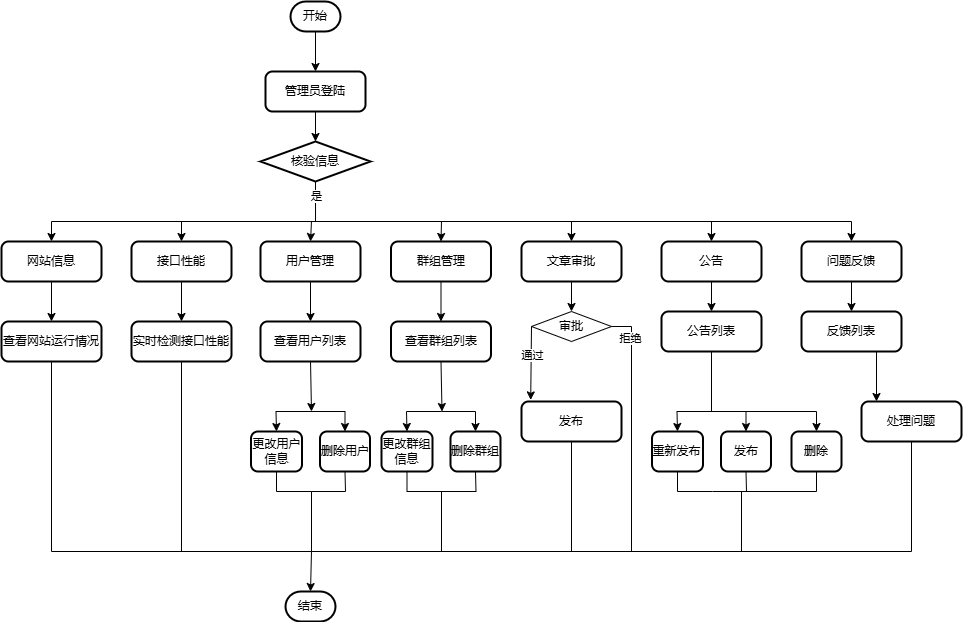 开始
管理员登陆
核验信息
是
网站信息
接口性能
用户管理
群组管理
文章审批
公告
问题反馈
查看网站运行情况
实时检测接口性能
查看用户列表
查看群组列表
审批
公告列表
反馈列表
通过
拒绝
更改用户
信息
删除用户
更改群组
信息
删除群组
发布
重新发布
发布
删除
处理问题
结束